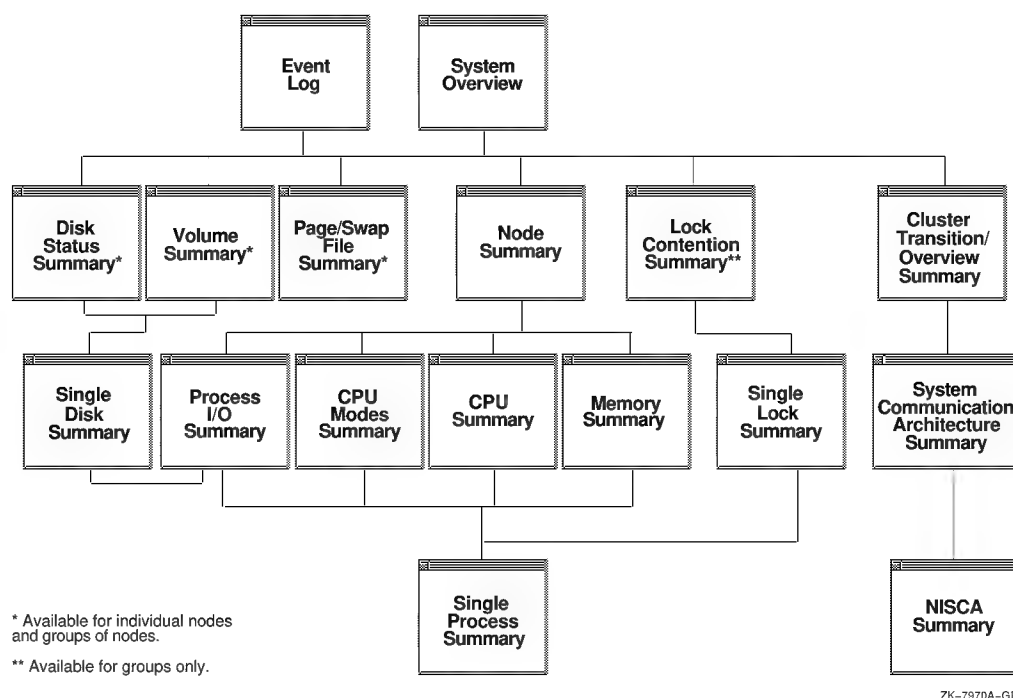 Event
Log
System
Overview
Disk
Status
Summary*
Volume
Summary*
Page/Swap
File
Summary*
Node
Summary
Lock
Contention
Summary**
Cluster
Transition/
Overview
Summary
Single
Disk
Summary
Process
I/O
Summary
CPU
Modes
Summary
CPU
Summary
Memory
Summary
Single
Lock
Summary
System
Communication
Architecture
Summary
Single
Process
Summary
NISCA
Summary
* Available for individual nodes
and groups of nodes.
** Available for groups only.
ZK–7970A–GE